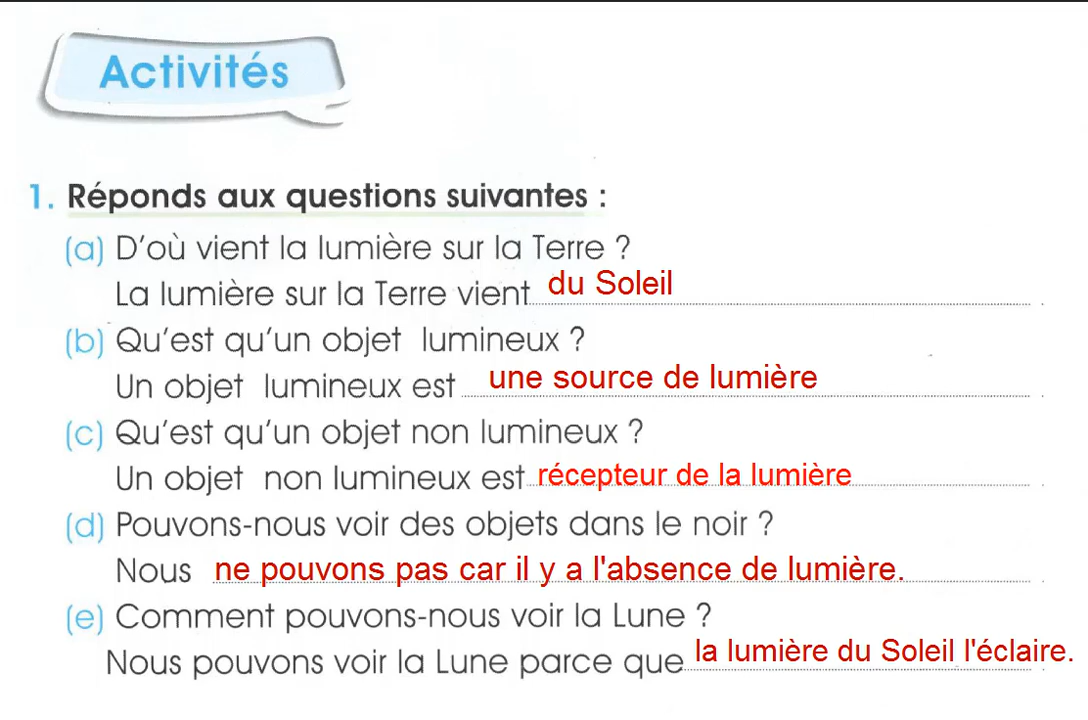 Activités
1. Réponds aux questions suivantes :
(a) D'où vient la lumière sur la Terre ?
La lumière sur la Terre vient du Soleil .
(b) Qu'est qu'un objet lumineux ?
Un objet lumineux est une source de lumière .
(c) Qu'est qu'un objet non lumineux ?
Un objet non lumineux est récepteur de la lumière .
(d) Pouvons-nous voir des objets dans le noir ?
Nous ne pouvons pas car il y a l'absence de lumière. .
(e) Comment pouvons-nous voir la Lune ?
Nous pouvons voir la Lune parce que la lumière du Soleil l'éclaire.